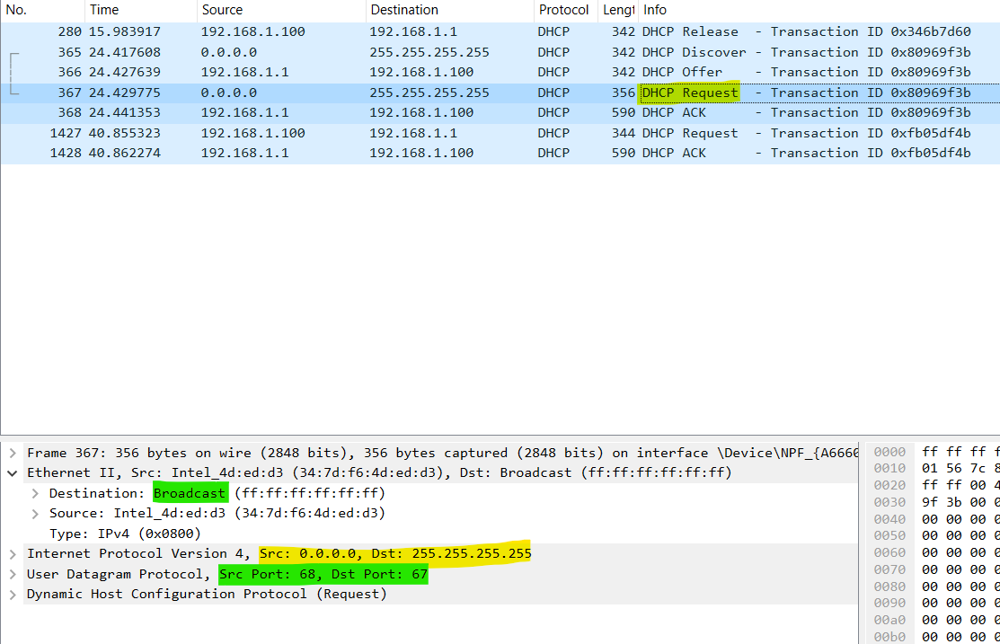 No. Time Source Destination Protocol Lengt Info
280 15.983917 192.168.1.100 192.168.1.1 DHCP 342 DHCP Release - Transaction ID 0x346b7d60
365 24.417608 0.0.0.0 255.255.255.255 DHCP 342 DHCP Discover - Transaction ID 0x80969f3b
366 24.427639 192.168.1.1 192.168.1.100 DHCP 342 DHCP Offer - Transaction ID 0x80969f3b
367 24.429775 0.0.0.0 255.255.255.255 DHCP 356 DHCP Request - Transaction ID 0x80969f3b
368 24.441353 192.168.1.1 192.168.1.100 DHCP 590 DHCP ACK - Transaction ID 0x80969f3b
1427 40.855323 192.168.1.100 192.168.1.1 DHCP 344 DHCP Request - Transaction ID 0xfb05df4b
1428 40.862274 192.168.1.1 192.168.1.100 DHCP 590 DHCP ACK - Transaction ID 0xfb05df4b
Frame 367: 356 bytes on wire (2848 bits), 356 bytes captured (2848 bits) on interface \Device\NPF_{A6660
Ethernet II, Src: Intel_4d:ed:d3 (34:7d:f6:4d:ed:d3), Dst: Broadcast (ff:ff:ff:ff:ff:ff)
Destination: Broadcast (ff:ff:ff:ff:ff:ff)
Source: Intel_4d:ed:d3 (34:7d:f6:4d:ed:d3)
Type: IPv4 (0x0800)
Internet Protocol Version 4, Src: 0.0.0.0, Dst: 255.255.255.255
User Datagram Protocol, Src Port: 68, Dst Port: 67
Dynamic Host Configuration Protocol (Request)
0000 ff ff ff f
0010 01 56 7c 8
0020 ff ff 00 4
0030 9f 3b 00 0
0040 00 00 00 0
0050 00 00 00 0
0060 00 00 00 0
0070 00 00 00 0
0080 00 00 00 0
0090 00 00 00 0
00a0 00 00 00 0
00b0 00 00 00 0